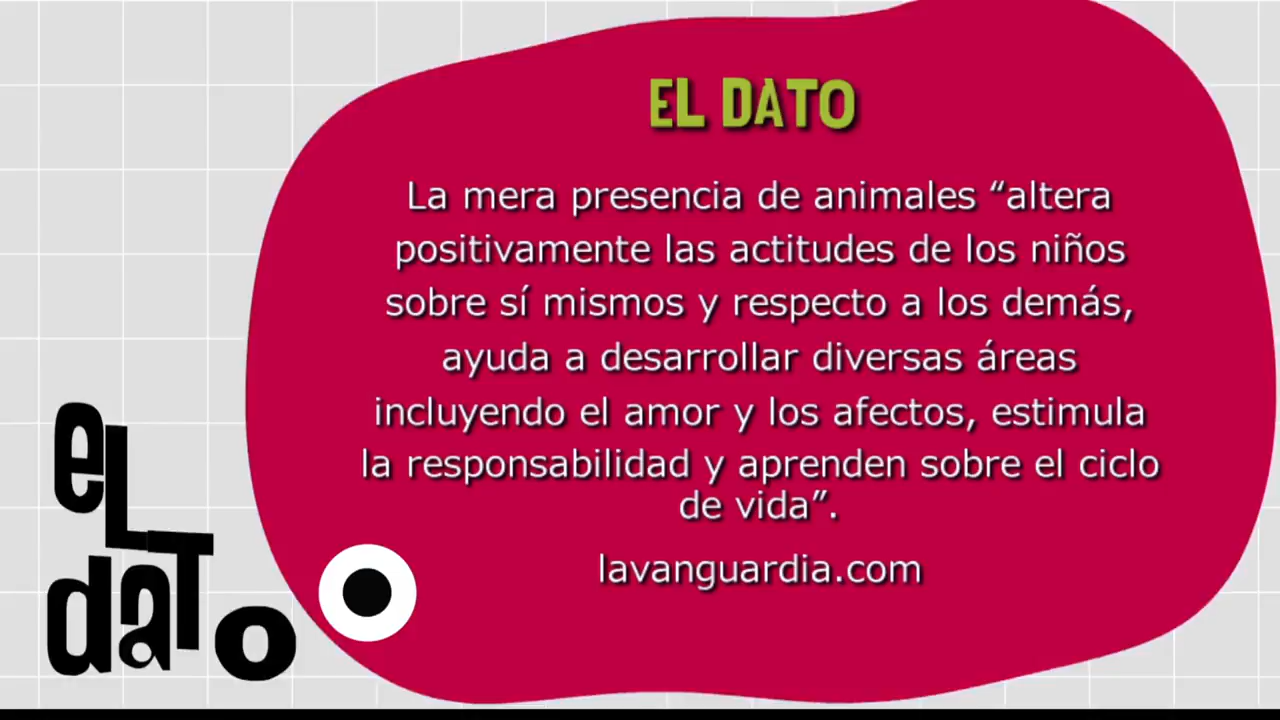 EL DATO
La mera presencia de animales “altera
positivamente las actitudes de los niños
sobre sí mismos y respecto a los demás,
ayuda a desarrollar diversas áreas
incluyendo el amor y los afectos, estimula
la responsabilidad y aprenden sobre el ciclo
de vida”.
lavanguardia.com
eL
daTo